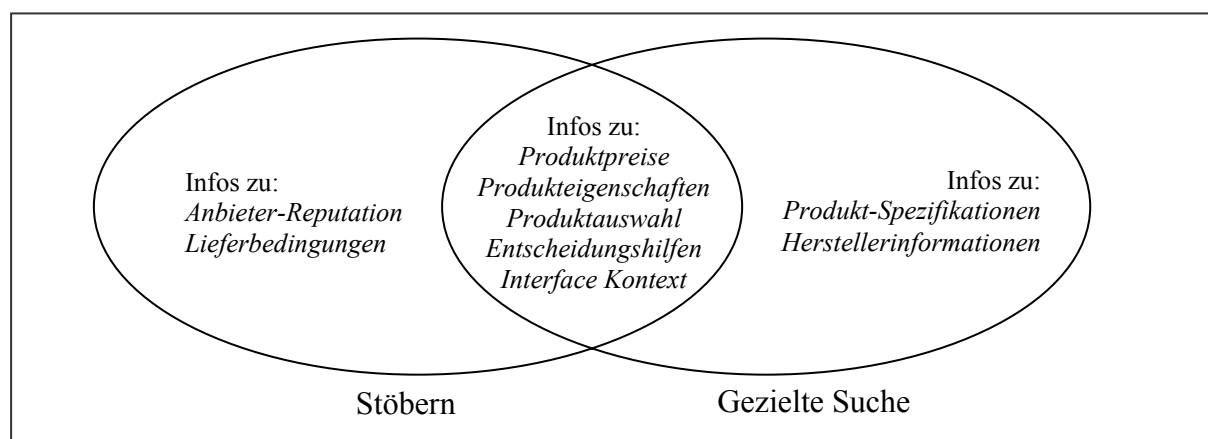 Infos zu:
Anbieter-Reputation
Lieferbedingungen
Infos zu:
Produktpreise
Produkteigenschaften
Produktauswahl
Entscheidungshilfen
Interface Kontext
Infos zu:
Produkt-Spezifikationen
Herstellerinformationen
Stöbern
Gezielte Suche